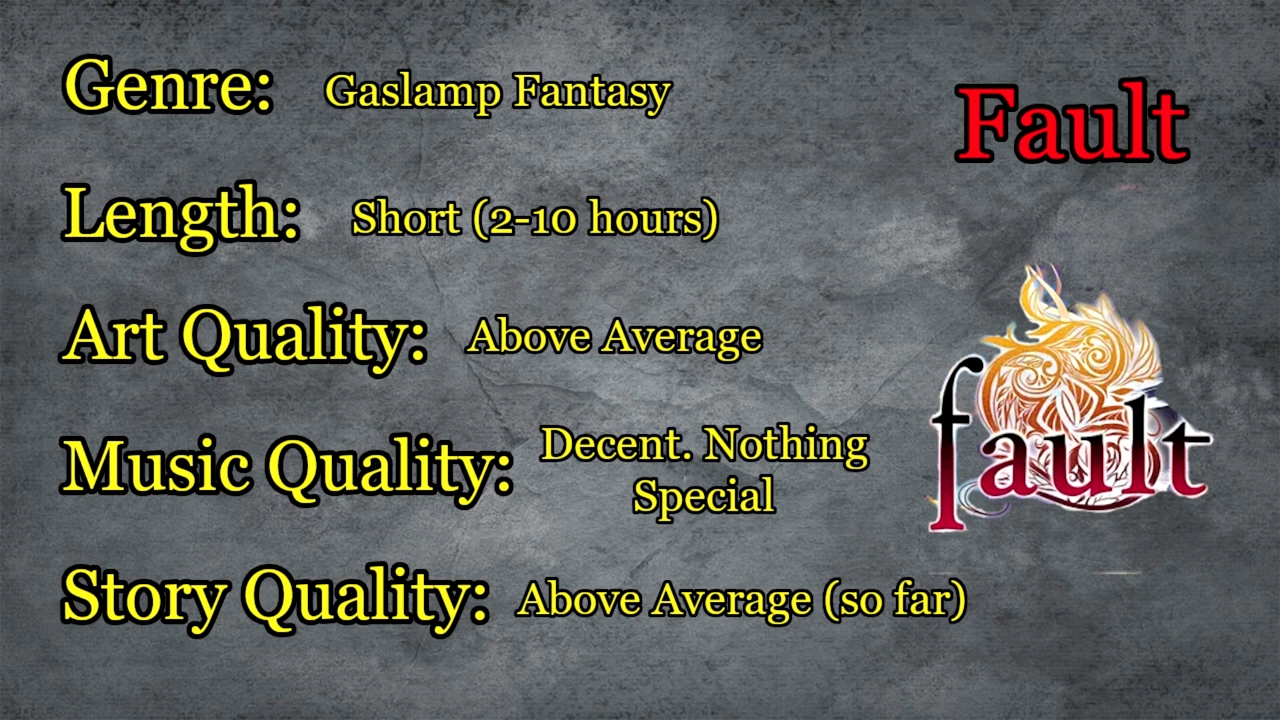 Genre: Gaslamp Fantasy
Fault
Length: Short (2-10 hours)
Art Quality: Above Average
fault
Music Quality: Decent. Nothing
Special
Story Quality: Above Average (so far)